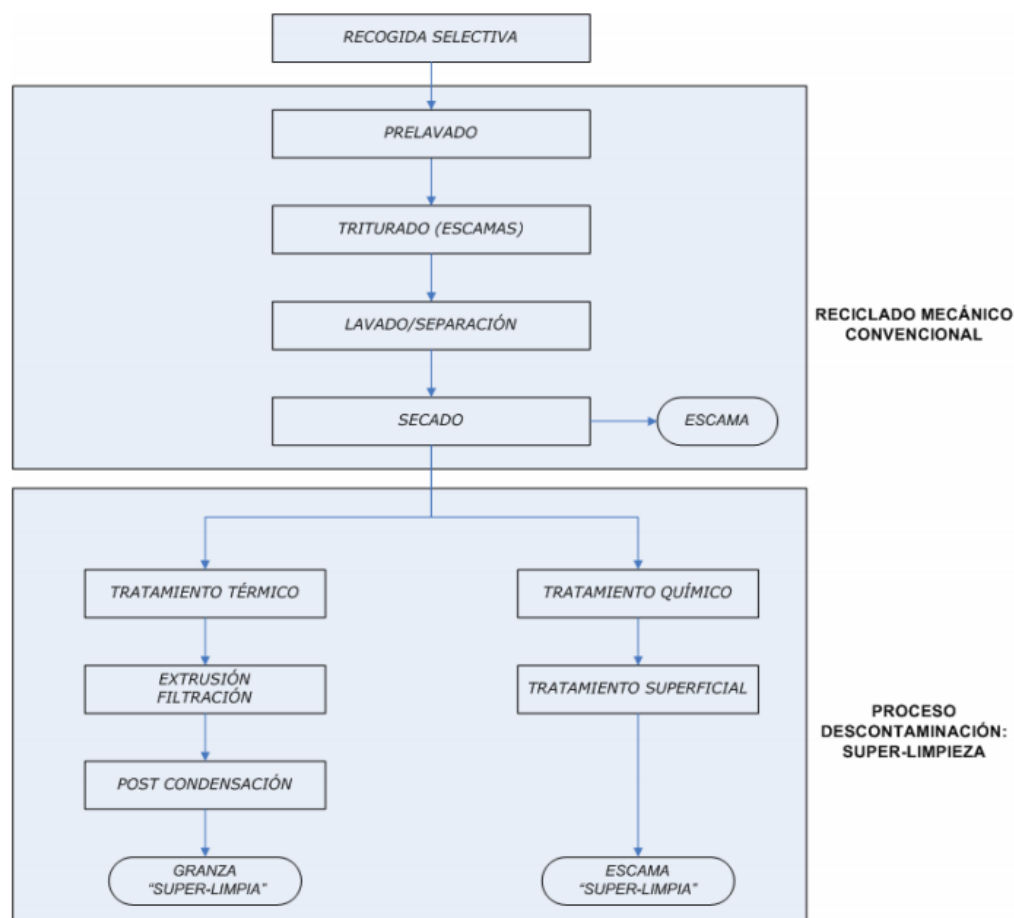 RECOGIDA SELECTIVA
PRELAVADO
TRITURADO (ESCAMAS)
LAVADO/SEPARACIÓN
RECICLADO MECÁNICO
CONVENCIONAL
SECADO
ESCAMA
TRATAMIENTO TÉRMICO
TRATAMIENTO QUÍMICO
EXTRUSIÓN
FILTRACIÓN
TRATAMIENTO SUPERFICIAL
PROCESO
DESCONTAMINACIÓN:
SUPER-LIMPIEZA
POST CONDENSACIÓN
GRANZA
"SUPER-LIMPIA"
ESCAMA
"SUPER-LIMPIA"